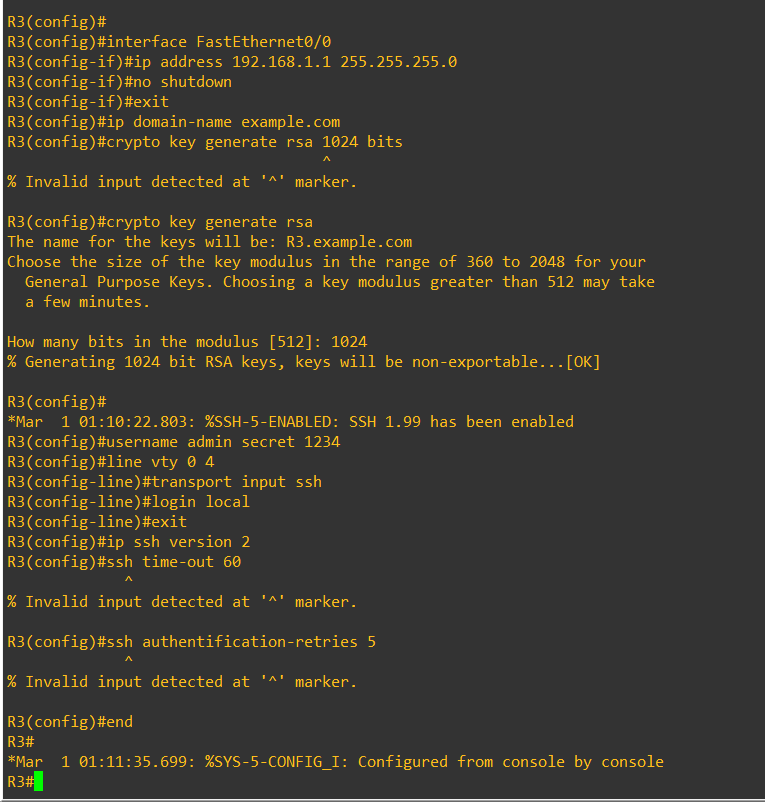 R3(config)#
R3(config)#interface FastEthernet0/0
R3(config-if)#ip address 192.168.1.1 255.255.255.0
R3(config-if)#no shutdown
R3(config-if)#exit
R3(config)#ip domain-name example.com
R3(config)#crypto key generate rsa 1024 bits
                                   ^
% Invalid input detected at '^' marker.

R3(config)#crypto key generate rsa
The name for the keys will be: R3.example.com
Choose the size of the key modulus in the range of 360 to 2048 for your
  General Purpose Keys. Choosing a key modulus greater than 512 may take
  a few minutes.

How many bits in the modulus [512]: 1024
% Generating 1024 bit RSA keys, keys will be non-exportable...[OK]

R3(config)#
*Mar  1 01:10:22.803: %SSH-5-ENABLED: SSH 1.99 has been enabled
R3(config)#username admin secret 1234
R3(config)#line vty 0 4
R3(config-line)#transport input ssh
R3(config-line)#login local
R3(config-line)#exit
R3(config)#ip ssh version 2
R3(config)#ssh time-out 60
             ^
% Invalid input detected at '^' marker.

R3(config)#ssh authentification-retries 5
             ^
% Invalid input detected at '^' marker.

R3(config)#end
R3#
*Mar  1 01:11:35.699: %SYS-5-CONFIG_I: Configured from console by console
R3#